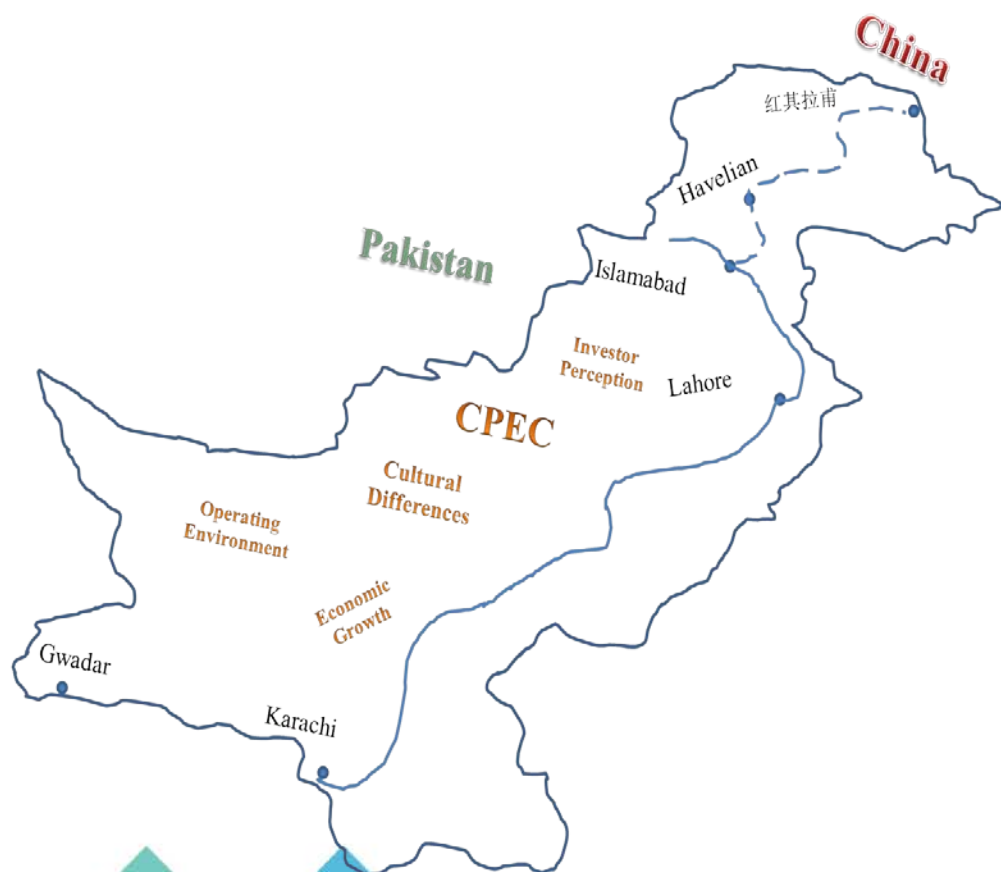 China
红其拉甫
Havelian
Pakistan
Islamabad
Investor
Perception
Lahore
CPEC
Cultural
Differences
Operating
Environment
Economic
Growth
Gwadar
Karachi